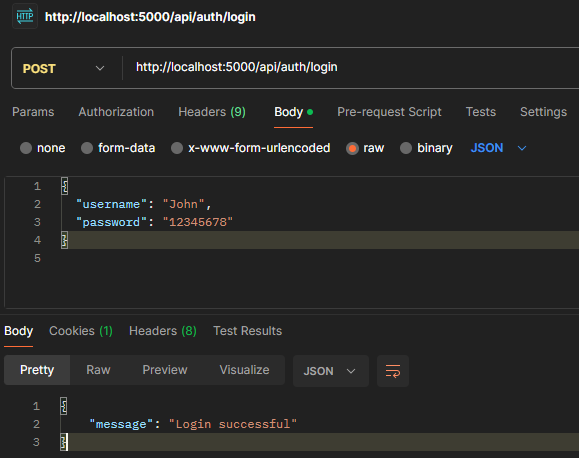 HTTP http://localhost:5000/api/auth/login
POST http://localhost:5000/api/auth/login
Params Authorization Headers (9) Body Pre-request Script Tests Settings
none form-data x-www-form-urlencoded raw binary JSON
1 {
2 "username": "John",
3 "password": "12345678"
4 }
5
Body Cookies (1) Headers (8) Test Results
Pretty Raw Preview Visualize JSON
1 {
2 "message": "Login successful"
3 }